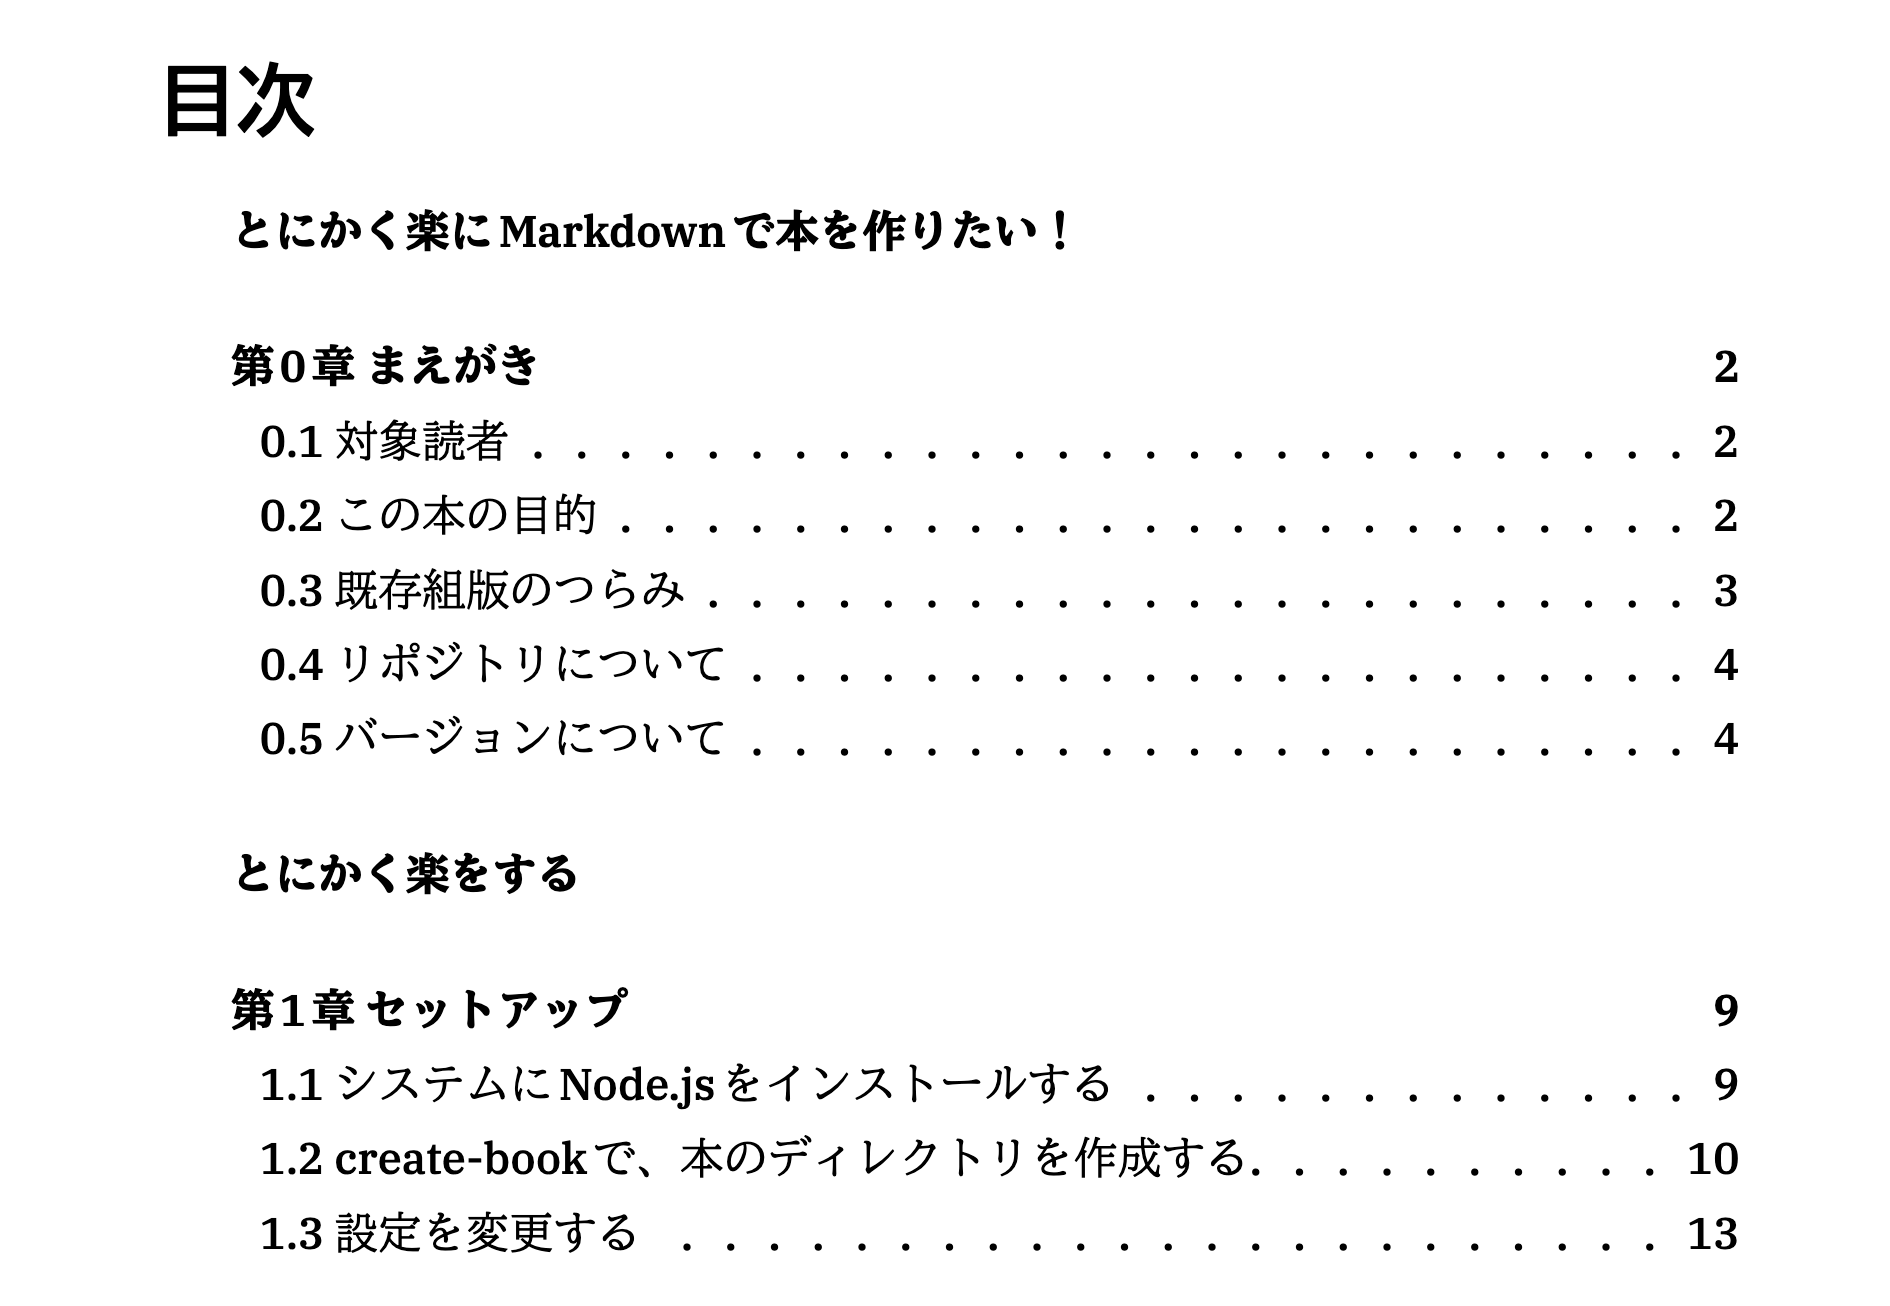 目次
とにかく楽にMarkdownで本を作りたい！
第0章 まえがき 2
0.1 対象読者 . . . . . . . . . . . . . . . . . . . . . . . . . . . 2
0.2 この本の目的 . . . . . . . . . . . . . . . . . . . . . . . . . 2
0.3 既存組版のつらみ . . . . . . . . . . . . . . . . . . . . . . . 3
0.4 リポジトリについて . . . . . . . . . . . . . . . . . . . . . . 4
0.5 バージョンについて . . . . . . . . . . . . . . . . . . . . . . 4
とにかく楽をする
第1章 セットアップ 9
1.1 システムにNode.jsをインストールする . . . . . . . . . . . . . 9
1.2 create-bookで、本のディレクトリを作成する. . . . . . . . . . 10
1.3 設定を変更する . . . . . . . . . . . . . . . . . . . . . . . 13